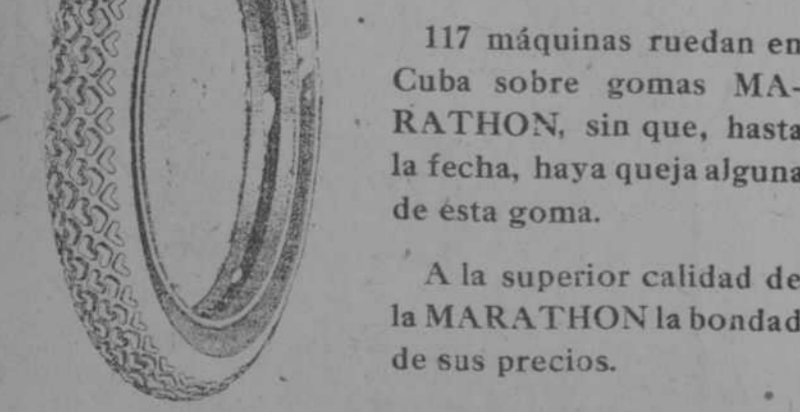 117 máquinas ruedan en
Cuba sobre gomas MA-
RATHON, sin que, hasta
la fecha, haya queja alguna
de ésta goma.
A la superior calidad de
la MARATHON la bondad
de sus precios.